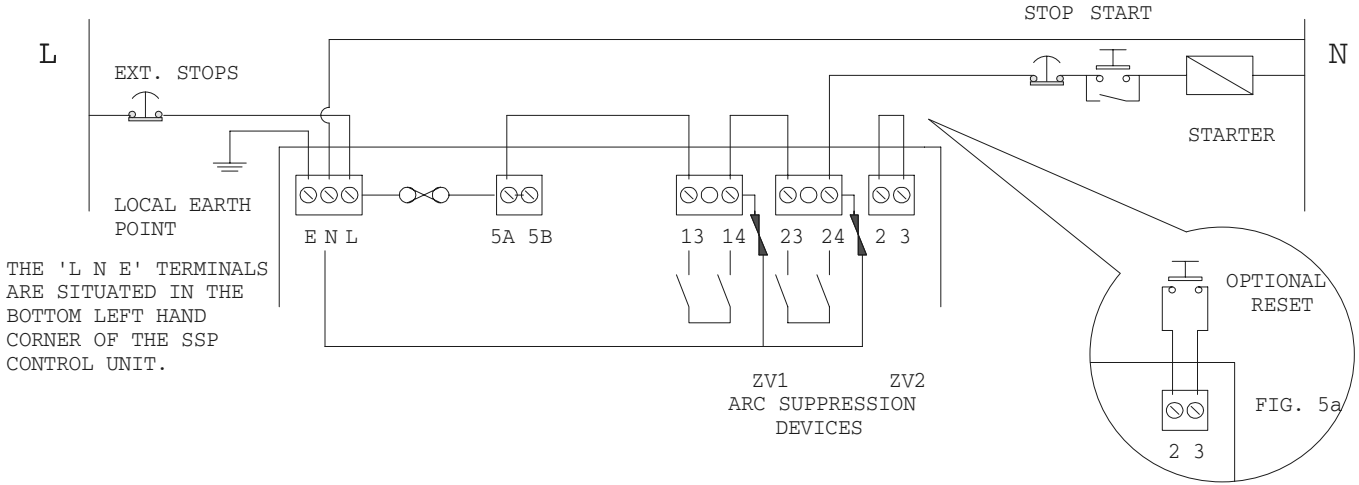 STOP START
L
N
EXT. STOPS
STARTER
LOCAL EARTH
POINT
E N L
5A 5B
13 14 23 24 2 3
THE 'L N E' TERMINALS
ARE SITUATED IN THE
BOTTOM LEFT HAND
CORNER OF THE SSP
CONTROL UNIT.
OPTIONAL
RESET
ZV1 ZV2
ARC SUPPRESSION
DEVICES
FIG. 5a
2 3